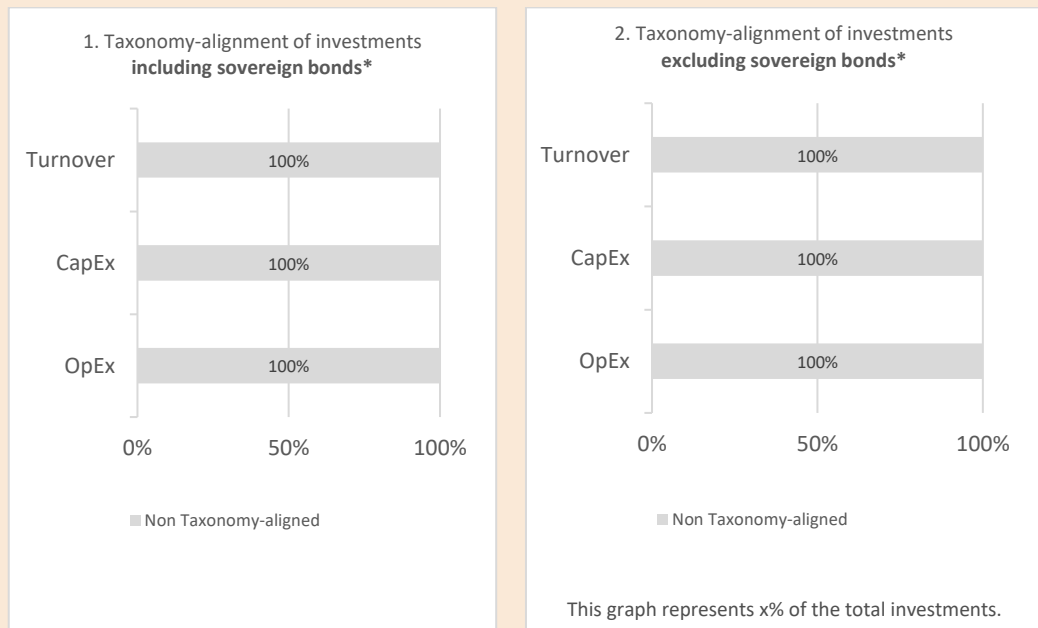 1. Taxonomy-alignment of investments
including sovereign bonds*
Turnover
100%
CapEx
100%
OpEx
100%
0%
50%
100%
Non Taxonomy-aligned
2. Taxonomy-alignment of investments
excluding sovereign bonds*
Turnover
100%
CapEx
100%
OpEx
100%
0%
50%
100%
Non Taxonomy-aligned
This graph represents x% of the total investments.